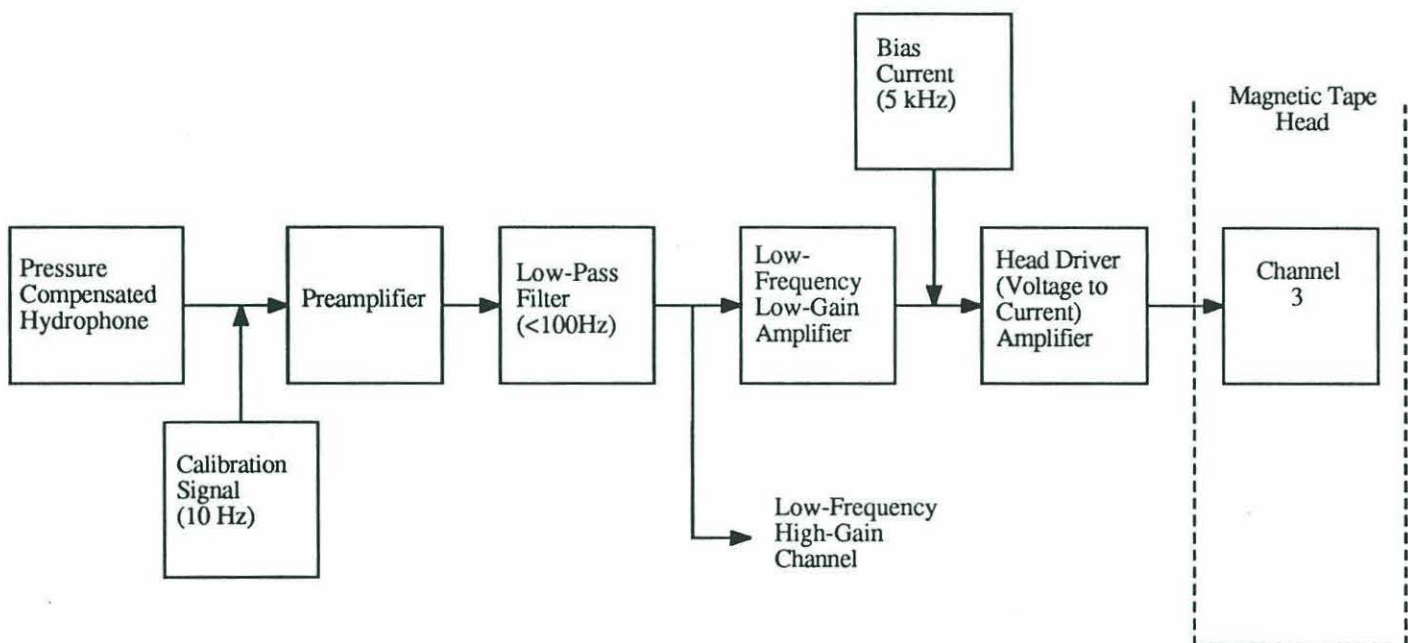 Bias
Current
(5 kHz)
Magnetic Tape
Head
Pressure
Compensated
Hydrophone
Preamplifier
Low-Pass
Filter
(<100Hz)
Low-
Frequency
Low-Gain
Amplifier
Head Driver
(Voltage to
Current)
Amplifier
Channel
3
Calibration
Signal
(10 Hz)
Low-Frequency
High-Gain
Channel